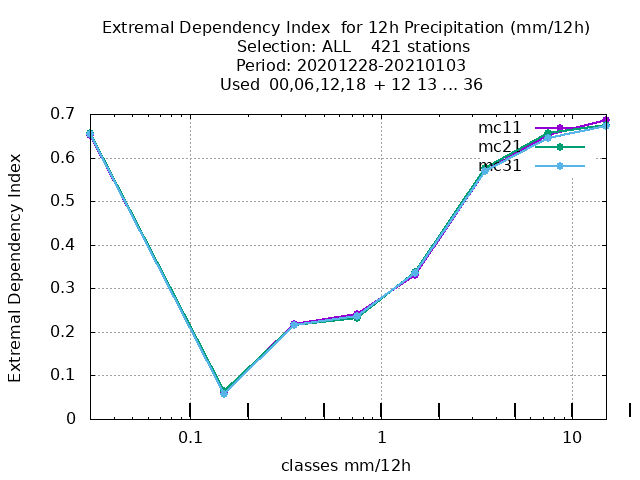 Extremal Dependency Index  for 12h Precipitation (mm/12h)
Selection: ALL    421 stations
Period: 20201228-20210103
Used  00,06,12,18  + 12 13 ... 36
mc11
mc21
mc31
0.7
0.6
0.5
0.4
0.3
0.2
0.1
0
Extremal Dependency Index
0.1 1 10
classes mm/12h